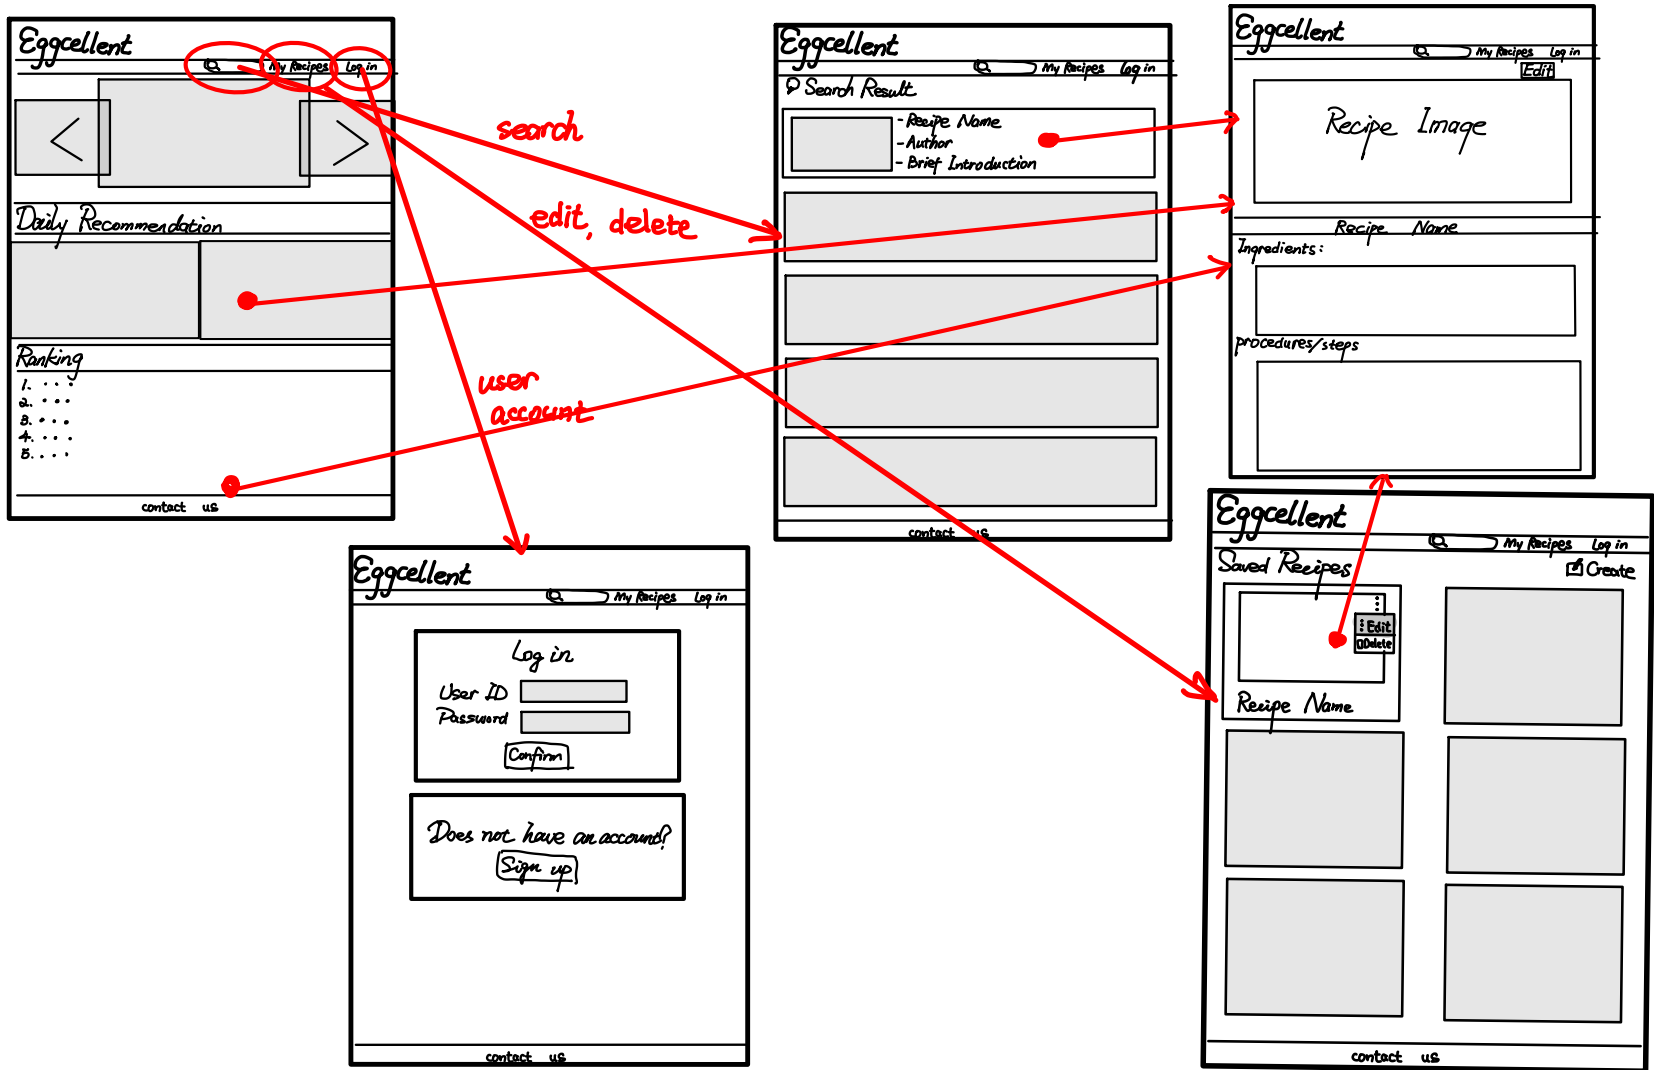 Eggcellent
My Recipes Log in
Daily Recommendation
Ranking
1. . . .
2. . . .
3. . . .
4. . . .
5. . . .
contact us
search
edit, delete
user
account
Eggcellent
My Recipes Log in
Search Result
- Recipe Name
- Author
- Brief Introduction
contact us
Eggcellent
My Recipes Log in
Edit
Recipe Image
Recipe Name
Ingredients:
procedures/steps
Eggcellent
My Recipes Log in
Log in
User ID
Password
Confirm
Does not have an account?
Sign up
contact us
Eggcellent
My Recipes Log in
Saved Recipes
Create
Edit
Delete
Recipe Name
contact us